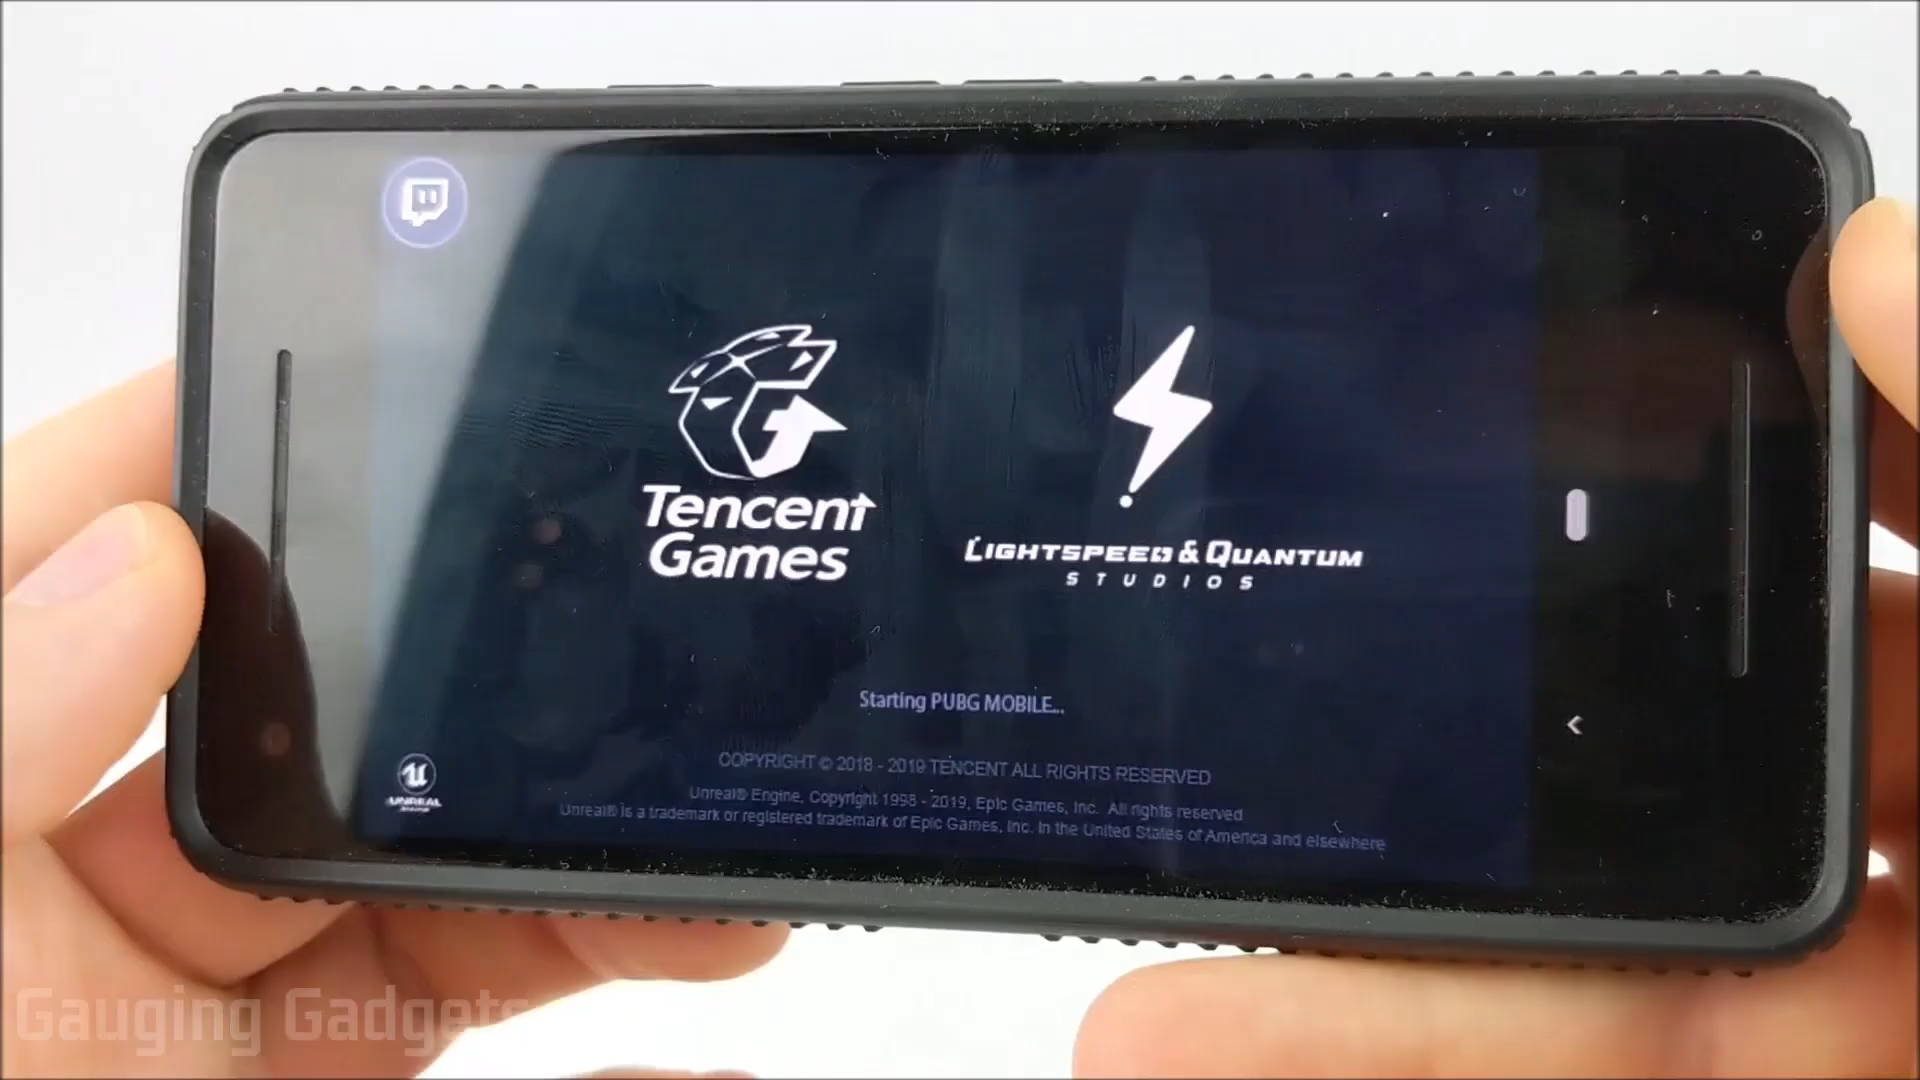 Tencent
Games
LIGHTSPEED & QUANTUM
STUDIOS
Starting PUBG MOBILE...
COPYRIGHT © 2018 - 2019 TENCENT ALL RIGHTS RESERVED
Unreal® Engine, Copyright 1998 - 2019, Epic Games, Inc. All rights reserved
Unreal® is a trademark or registered trademark of Epic Games, Inc. In the United States of America and elsewhere
UNREAL
Gauging Gadgets